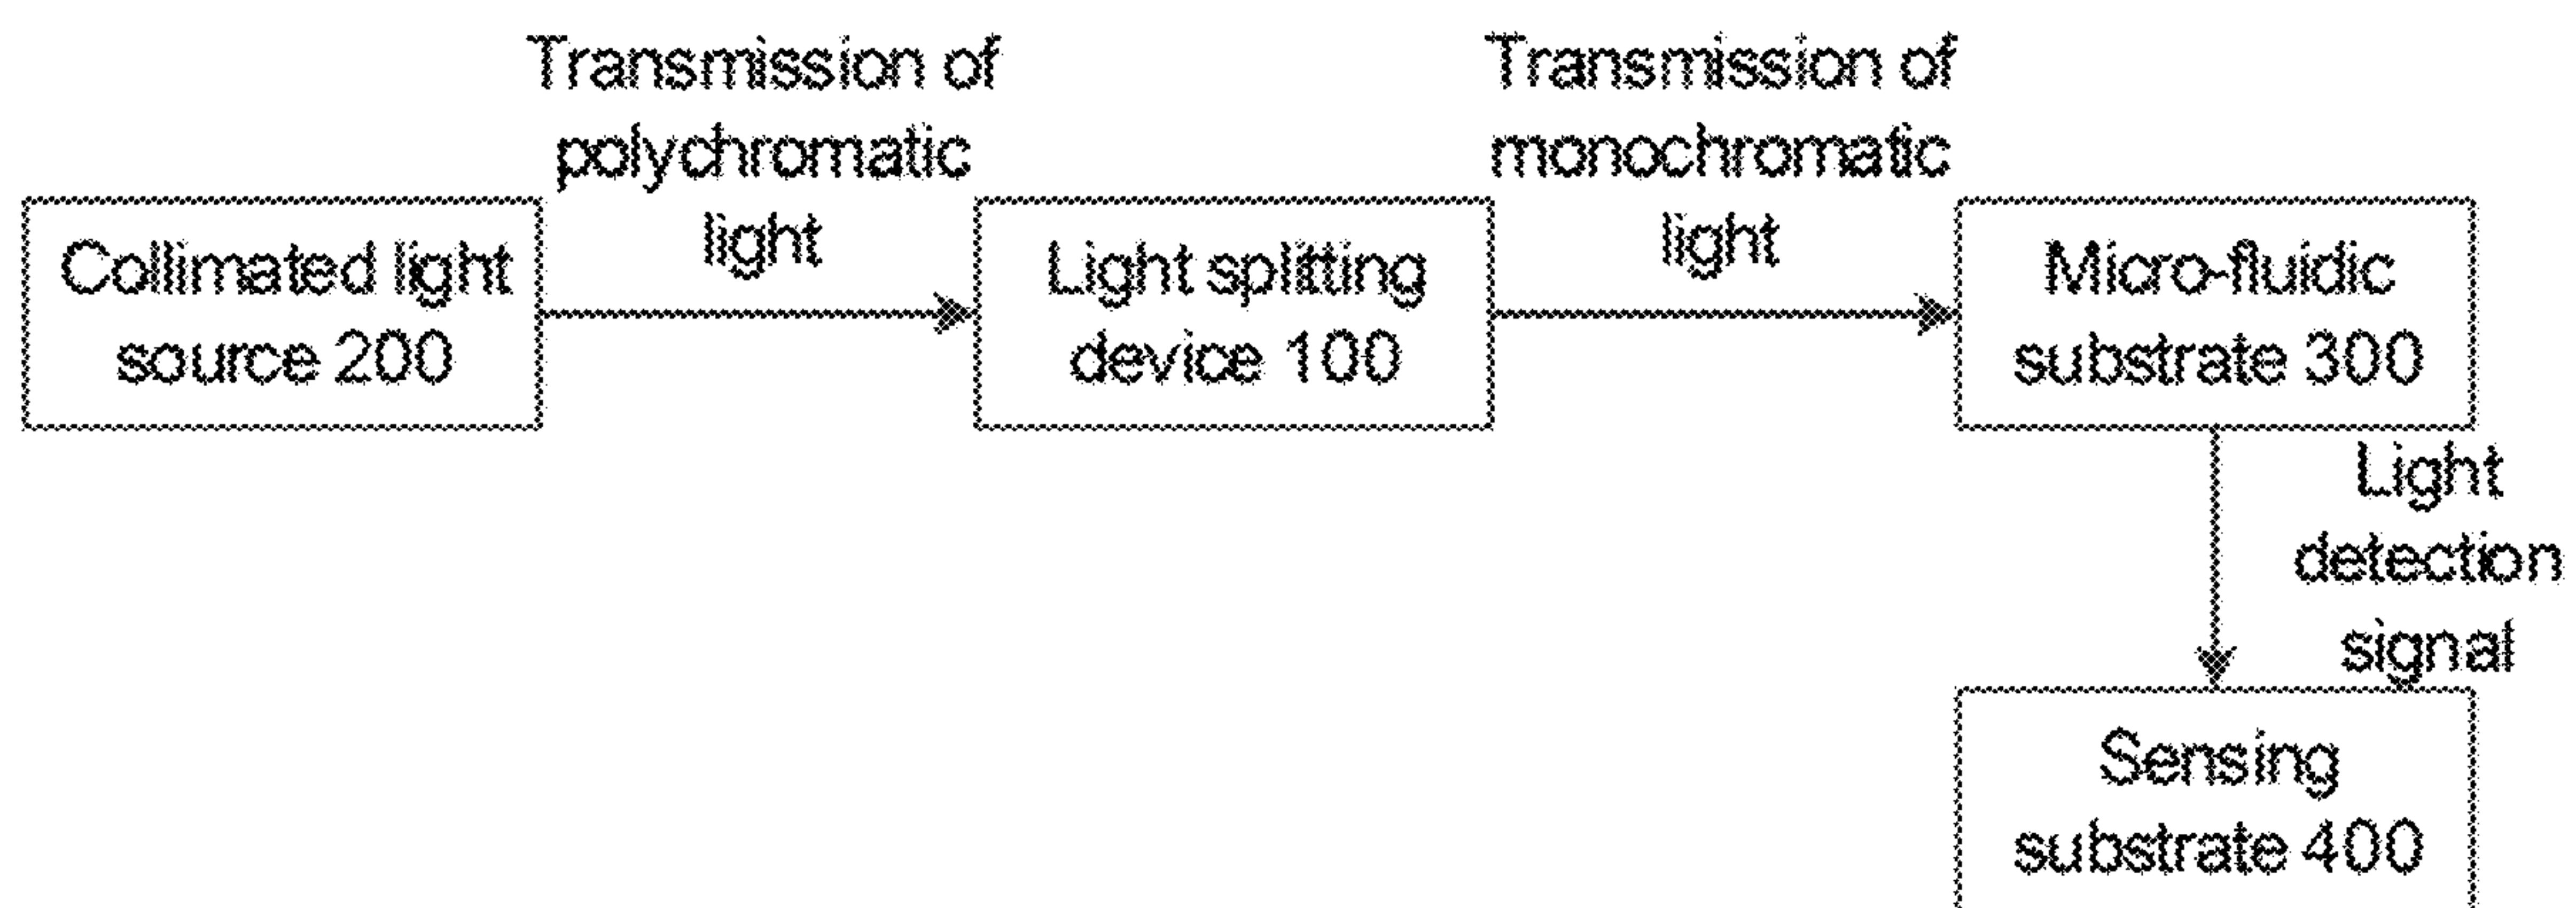 Transmission of
polychromatic
light
Transmission of
monochromatic
light
Collimated light
source 200
Light splitting
device 100
Micro-fluidic
substrate 300
Light
detection
signal
Sensing
substrate 400